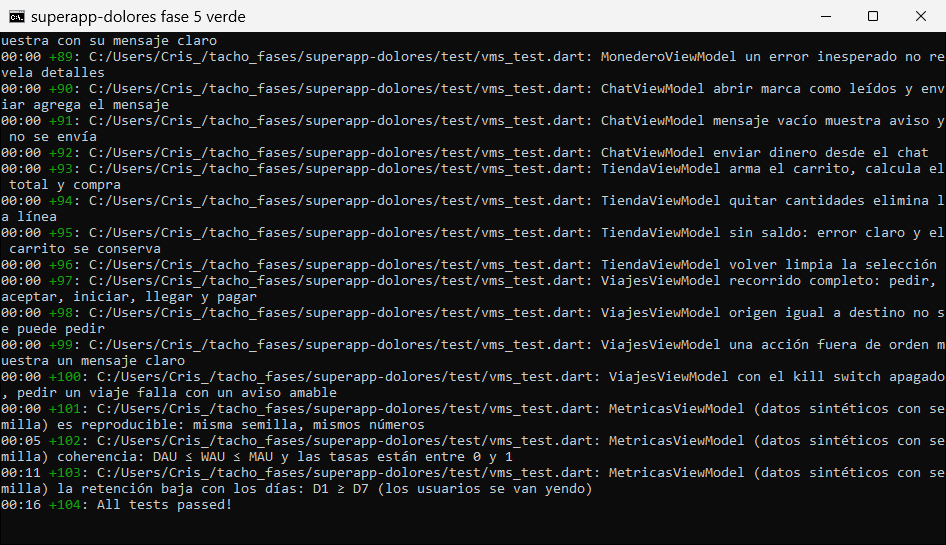 superapp-dolores fase 5 verde
uestra con su mensaje claro
00:00 +89: C:/Users/Cris_/tacho_fases/superapp-dolores/test/vms_test.dart: MonederoViewModel un error inesperado no re
vela detalles
00:00 +90: C:/Users/Cris_/tacho_fases/superapp-dolores/test/vms_test.dart: ChatViewModel abrir marca como leídos y env
iar agrega el mensaje
00:00 +91: C:/Users/Cris_/tacho_fases/superapp-dolores/test/vms_test.dart: ChatViewModel mensaje vacío muestra aviso y
 no se envía
00:00 +92: C:/Users/Cris_/tacho_fases/superapp-dolores/test/vms_test.dart: ChatViewModel enviar dinero desde el chat
00:00 +93: C:/Users/Cris_/tacho_fases/superapp-dolores/test/vms_test.dart: TiendaViewModel arma el carrito, calcula el
 total y compra
00:00 +94: C:/Users/Cris_/tacho_fases/superapp-dolores/test/vms_test.dart: TiendaViewModel quitar cantidades elimina l
a línea
00:00 +95: C:/Users/Cris_/tacho_fases/superapp-dolores/test/vms_test.dart: TiendaViewModel sin saldo: error claro y el
 carrito se conserva
00:00 +96: C:/Users/Cris_/tacho_fases/superapp-dolores/test/vms_test.dart: TiendaViewModel volver limpia la selección
00:00 +97: C:/Users/Cris_/tacho_fases/superapp-dolores/test/vms_test.dart: ViajesViewModel recorrido completo: pedir, 
aceptar, iniciar, llegar y pagar
00:00 +98: C:/Users/Cris_/tacho_fases/superapp-dolores/test/vms_test.dart: ViajesViewModel origen igual a destino no s
e puede pedir
00:00 +99: C:/Users/Cris_/tacho_fases/superapp-dolores/test/vms_test.dart: ViajesViewModel una acción fuera de orden m
uestra un mensaje claro
00:00 +100: C:/Users/Cris_/tacho_fases/superapp-dolores/test/vms_test.dart: ViajesViewModel con el kill switch apagado
, pedir un viaje falla con un aviso amable
00:00 +101: C:/Users/Cris_/tacho_fases/superapp-dolores/test/vms_test.dart: MetricasViewModel (datos sintéticos con se
milla) es reproducible: misma semilla, mismos números
00:05 +102: C:/Users/Cris_/tacho_fases/superapp-dolores/test/vms_test.dart: MetricasViewModel (datos sintéticos con se
milla) coherencia: DAU ≤ WAU ≤ MAU y las tasas están entre 0 y 1
00:11 +103: C:/Users/Cris_/tacho_fases/superapp-dolores/test/vms_test.dart: MetricasViewModel (datos sintéticos con se
milla) la retención baja con los días: D1 ≥ D7 (los usuarios se van yendo)
00:16 +104: All tests passed!